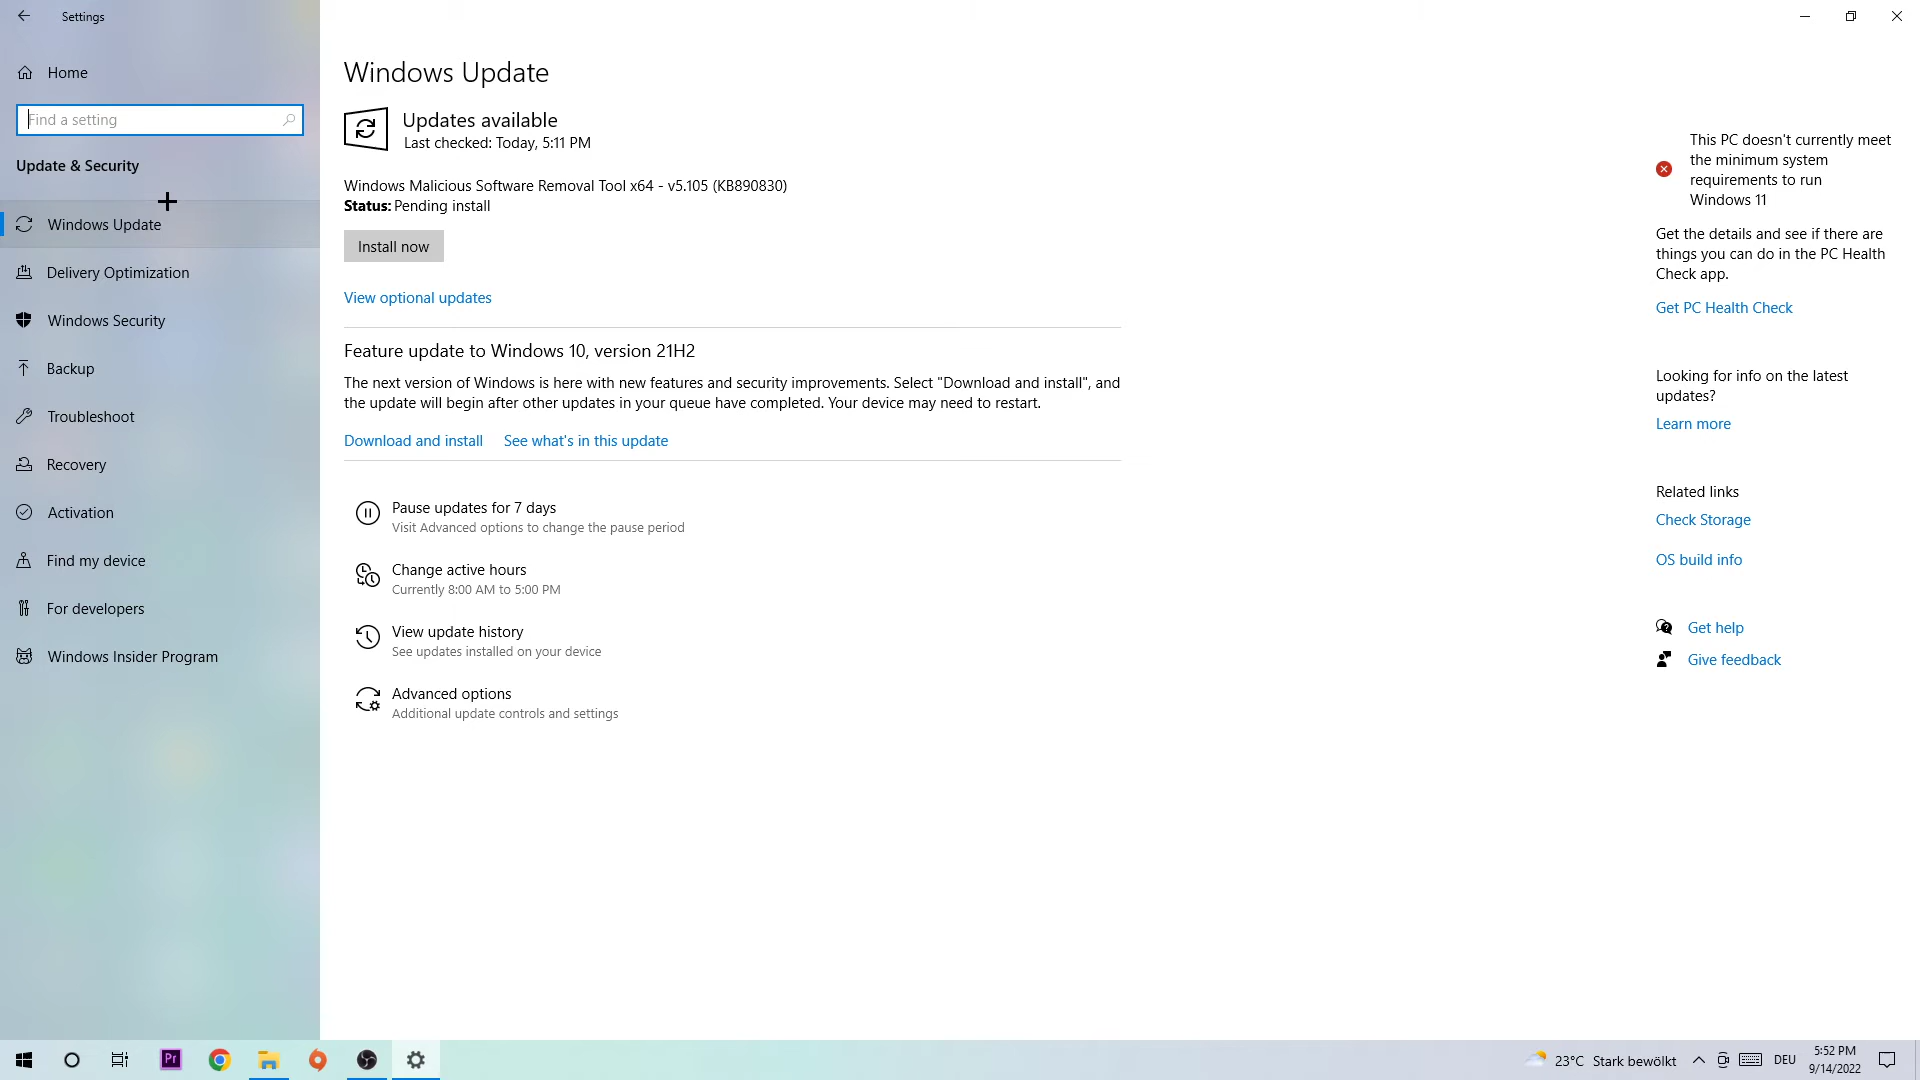 Settings
Home
Find a setting
Update & Security
Windows Update
Delivery Optimization
Windows Security
Backup
Troubleshoot
Recovery
Activation
Find my device
For developers
Windows Insider Program
Windows Update
Updates available
Last checked: Today, 5:11 PM
Windows Malicious Software Removal Tool x64 - v5.105 (KB890830)
Status: Pending install
Install now
View optional updates
Feature update to Windows 10, version 21H2
The next version of Windows is here with new features and security improvements. Select "Download and install", and
the update will begin after other updates in your queue have completed. Your device may need to restart.
Download and install See what's in this update
Pause updates for 7 days
Visit Advanced options to change the pause period
Change active hours
Currently 8:00 AM to 5:00 PM
View update history
See updates installed on your device
Advanced options
Additional update controls and settings
This PC doesn't currently meet
the minimum system
requirements to run
Windows 11
Get the details and see if there are
things you can do in the PC Health
Check app.
Get PC Health Check
Looking for info on the latest
updates?
Learn more
Related links
Check Storage
OS build info
Get help
Give feedback
Pr
23°C Stark bewölkt
DEU
5:52 PM
9/14/2022